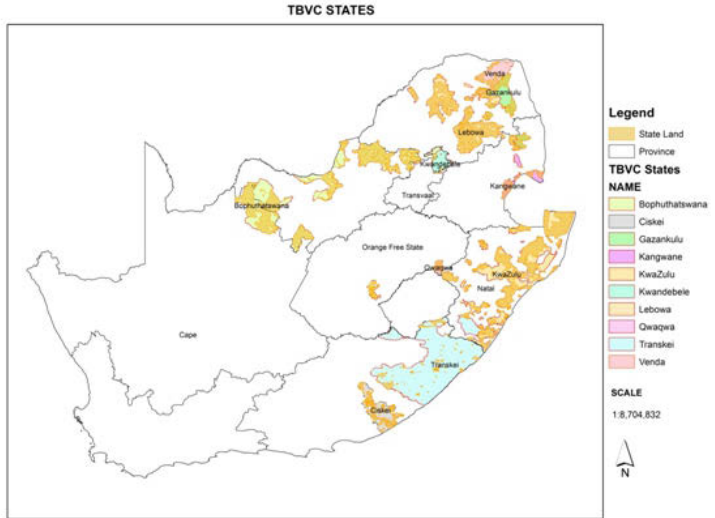 TBVC STATES
Venda
Gazankulu
Lebowa
Kwandebele
Transvaal
Kangwane
Bophuthatswana
Orange Free State
Qwaqwa
KwaZulu
Natal
Cape
Transkei
Ciskei
Legend
State Land
Province
TBVC States
NAME
Bophuthatswana
Ciskei
Gazankulu
Kangwane
KwaZulu
Kwandebele
Lebowa
Qwaqwa
Transkei
Venda
SCALE
1:8,704,832
N